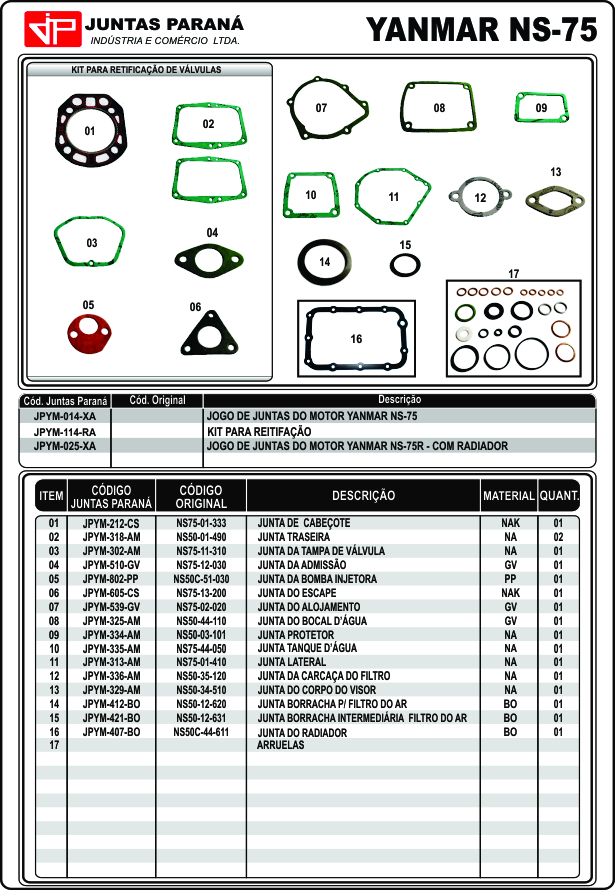 JP JUNTAS PARANÁ
INDÚSTRIA E COMÉRCIO LTDA.
YANMAR NS-75
KIT PARA RETIFICAÇÃO DE VÁLVULAS
01
02
03
04
05
06
07
08
09
10
11
12
13
14
15
16
17
Cód. Juntas Paraná Cód. Original Descrição
JPYM-014-XA JOGO DE JUNTAS DO MOTOR YANMAR NS-75
JPYM-114-RA KIT PARA REITIFAÇÃO
JPYM-025-XA JOGO DE JUNTAS DO MOTOR YANMAR NS-75R - COM RADIADOR
ITEM CÓDIGO JUNTAS PARANÁ CÓDIGO ORIGINAL DESCRIÇÃO MATERIAL QUANT.
01 JPYM-212-CS NS75-01-333 JUNTA DE CABEÇOTE NAK 01
02 JPYM-318-AM NS50-01-490 JUNTA TRASEIRA NA 02
03 JPYM-302-AM NS75-11-310 JUNTA DA TAMPA DE VÁLVULA NA 01
04 JPYM-510-GV NS75-12-030 JUNTA DA ADMISSÃO GV 01
05 JPYM-802-PP NS50C-51-030 JUNTA DA BOMBA INJETORA PP 01
06 JPYM-605-CS NS75-13-200 JUNTA DO ESCAPE NAK 01
07 JPYM-539-GV NS75-02-020 JUNTA DO ALOJAMENTO GV 01
08 JPYM-325-AM NS50-44-110 JUNTA DO BOCAL D'ÁGUA GV 01
09 JPYM-334-AM NS50-03-101 JUNTA PROTETOR NA 01
10 JPYM-335-AM NS75-44-050 JUNTA TANQUE D'ÁGUA NA 01
11 JPYM-313-AM NS75-01-410 JUNTA LATERAL NA 01
12 JPYM-336-AM NS50-35-120 JUNTA DA CARCAÇA DO FILTRO NA 01
13 JPYM-329-AM NS50-34-510 JUNTA DO CORPO DO VISOR NA 01
14 JPYM-412-BO NS50-12-620 JUNTA BORRACHA P/ FILTRO DO AR BO 01
15 JPYM-421-BO NS50-12-631 JUNTA BORRACHA INTERMEDIÁRIA FILTRO DO AR BO 01
16 JPYM-407-BO NS50C-44-611 JUNTA DO RADIADOR BO 01
17 ARRUELAS